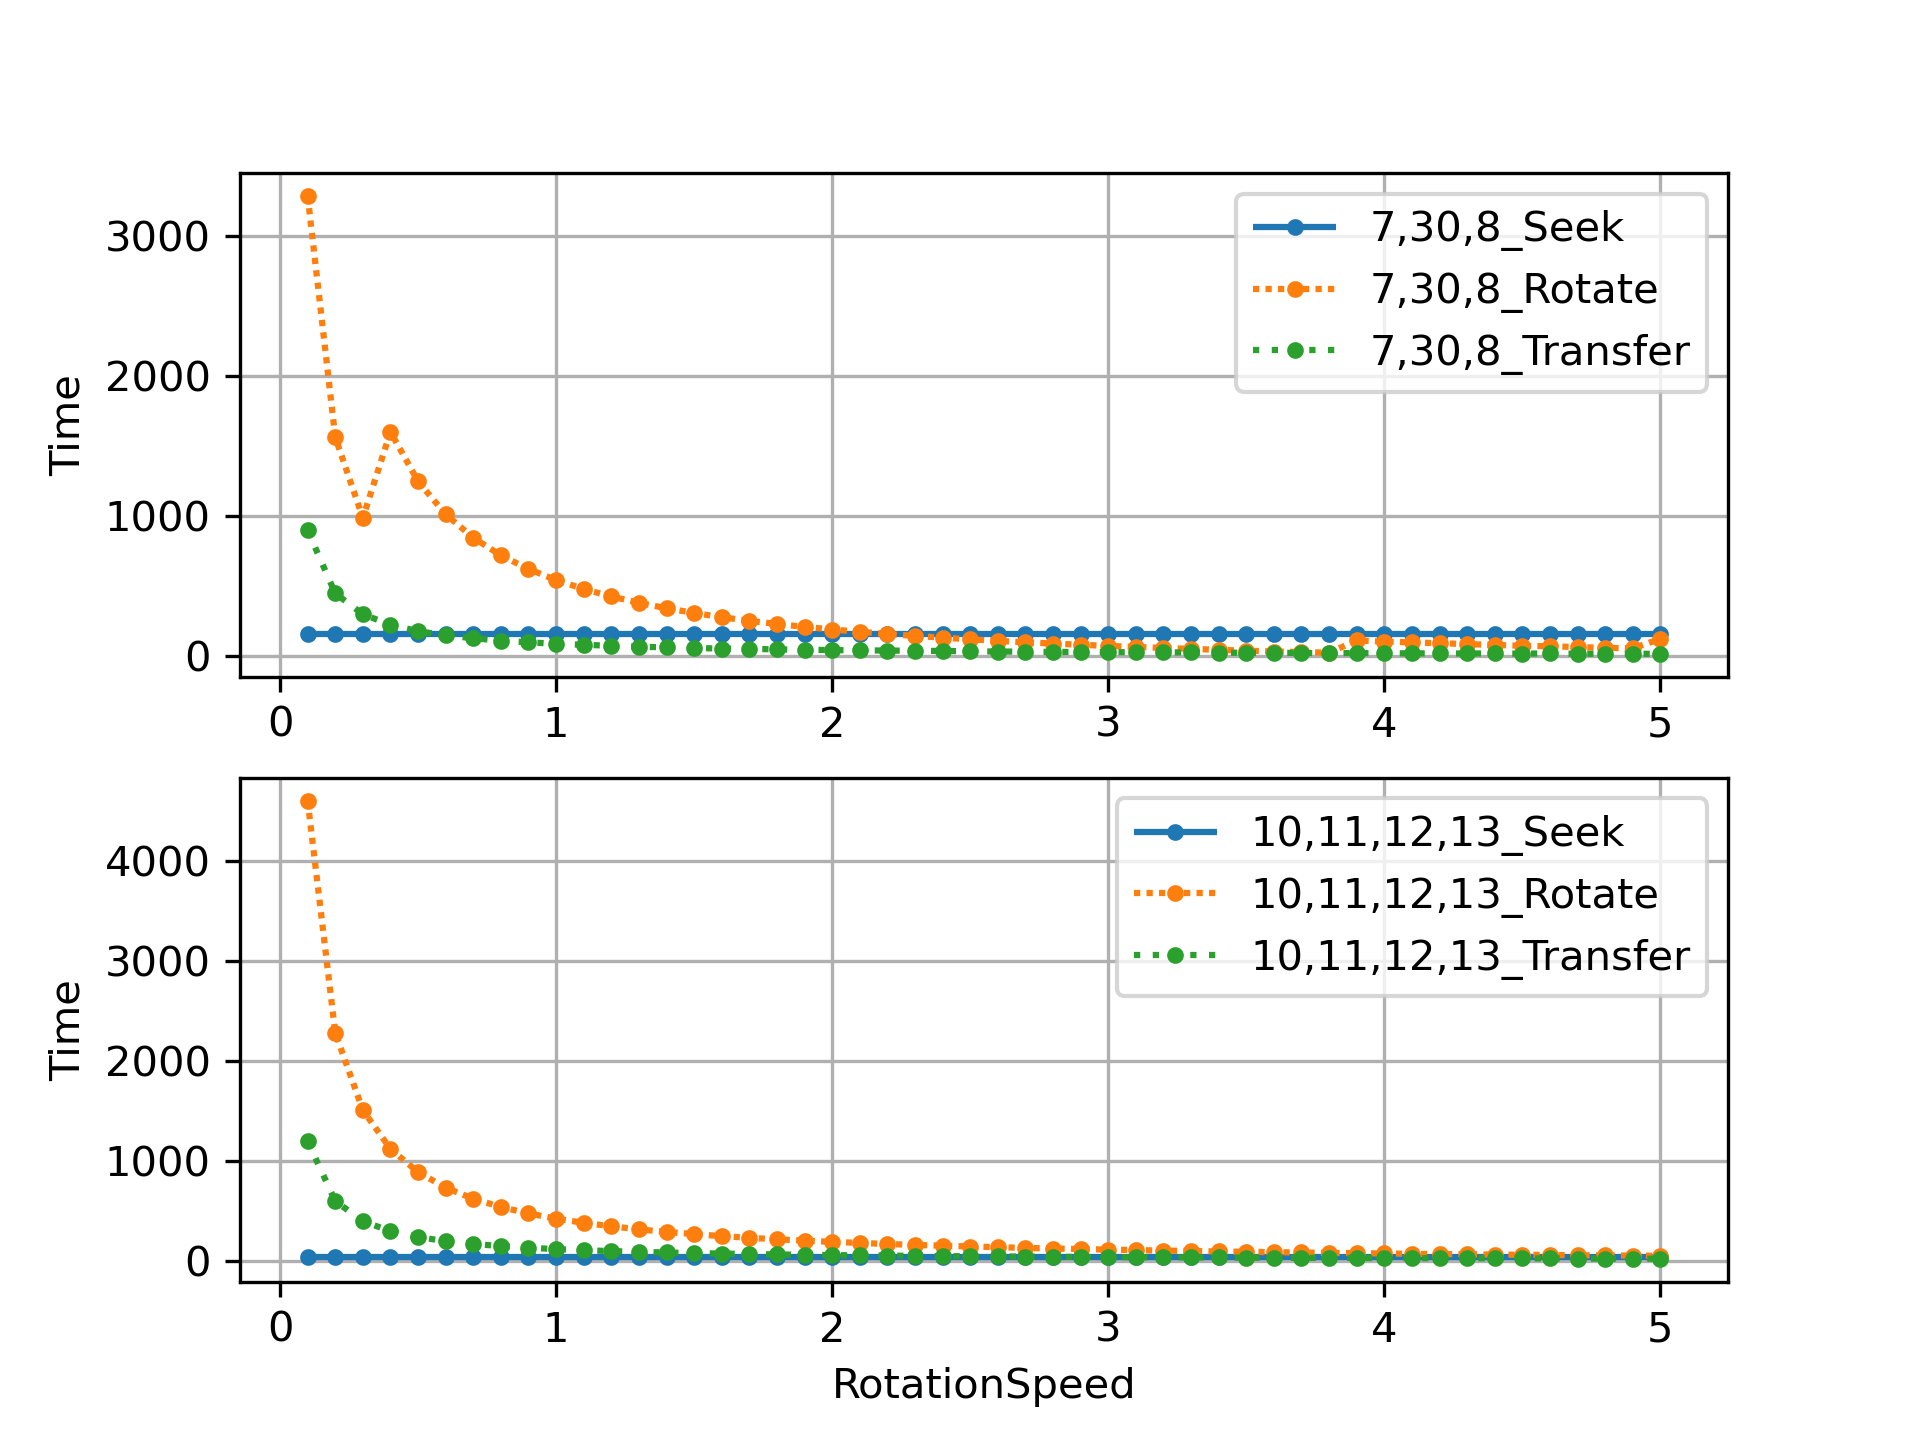 3000
2000
1000
0
Time
7,30,8_Seek
7,30,8_Rotate
7,30,8_Transfer
0 1 2 3 4 5
4000
3000
2000
1000
0
Time
10,11,12,13_Seek
10,11,12,13_Rotate
10,11,12,13_Transfer
0 1 2 3 4 5
RotationSpeed